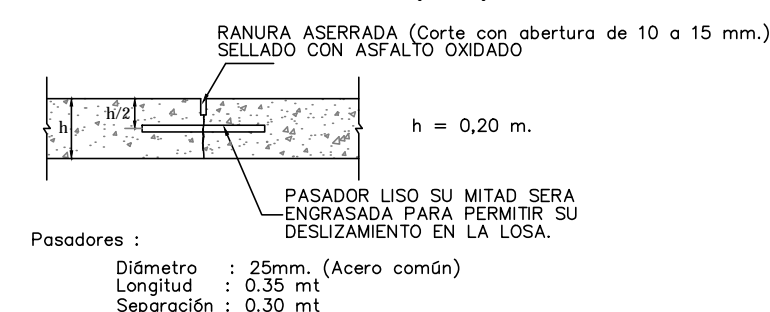 RANURA ASERRADA (Corte con abertura de 10 a 15 mm.)
SELLADO CON ASFALTO OXIDADO
h/2
h
h = 0,20 m.
PASADOR LISO SU MITAD SERA
ENGRASADA PARA PERMITIR SU
DESLIZAMIENTO EN LA LOSA.
Pasadores :
Diámetro : 25mm. (Acero común)
Longitud : 0.35 mt
Separación : 0.30 mt